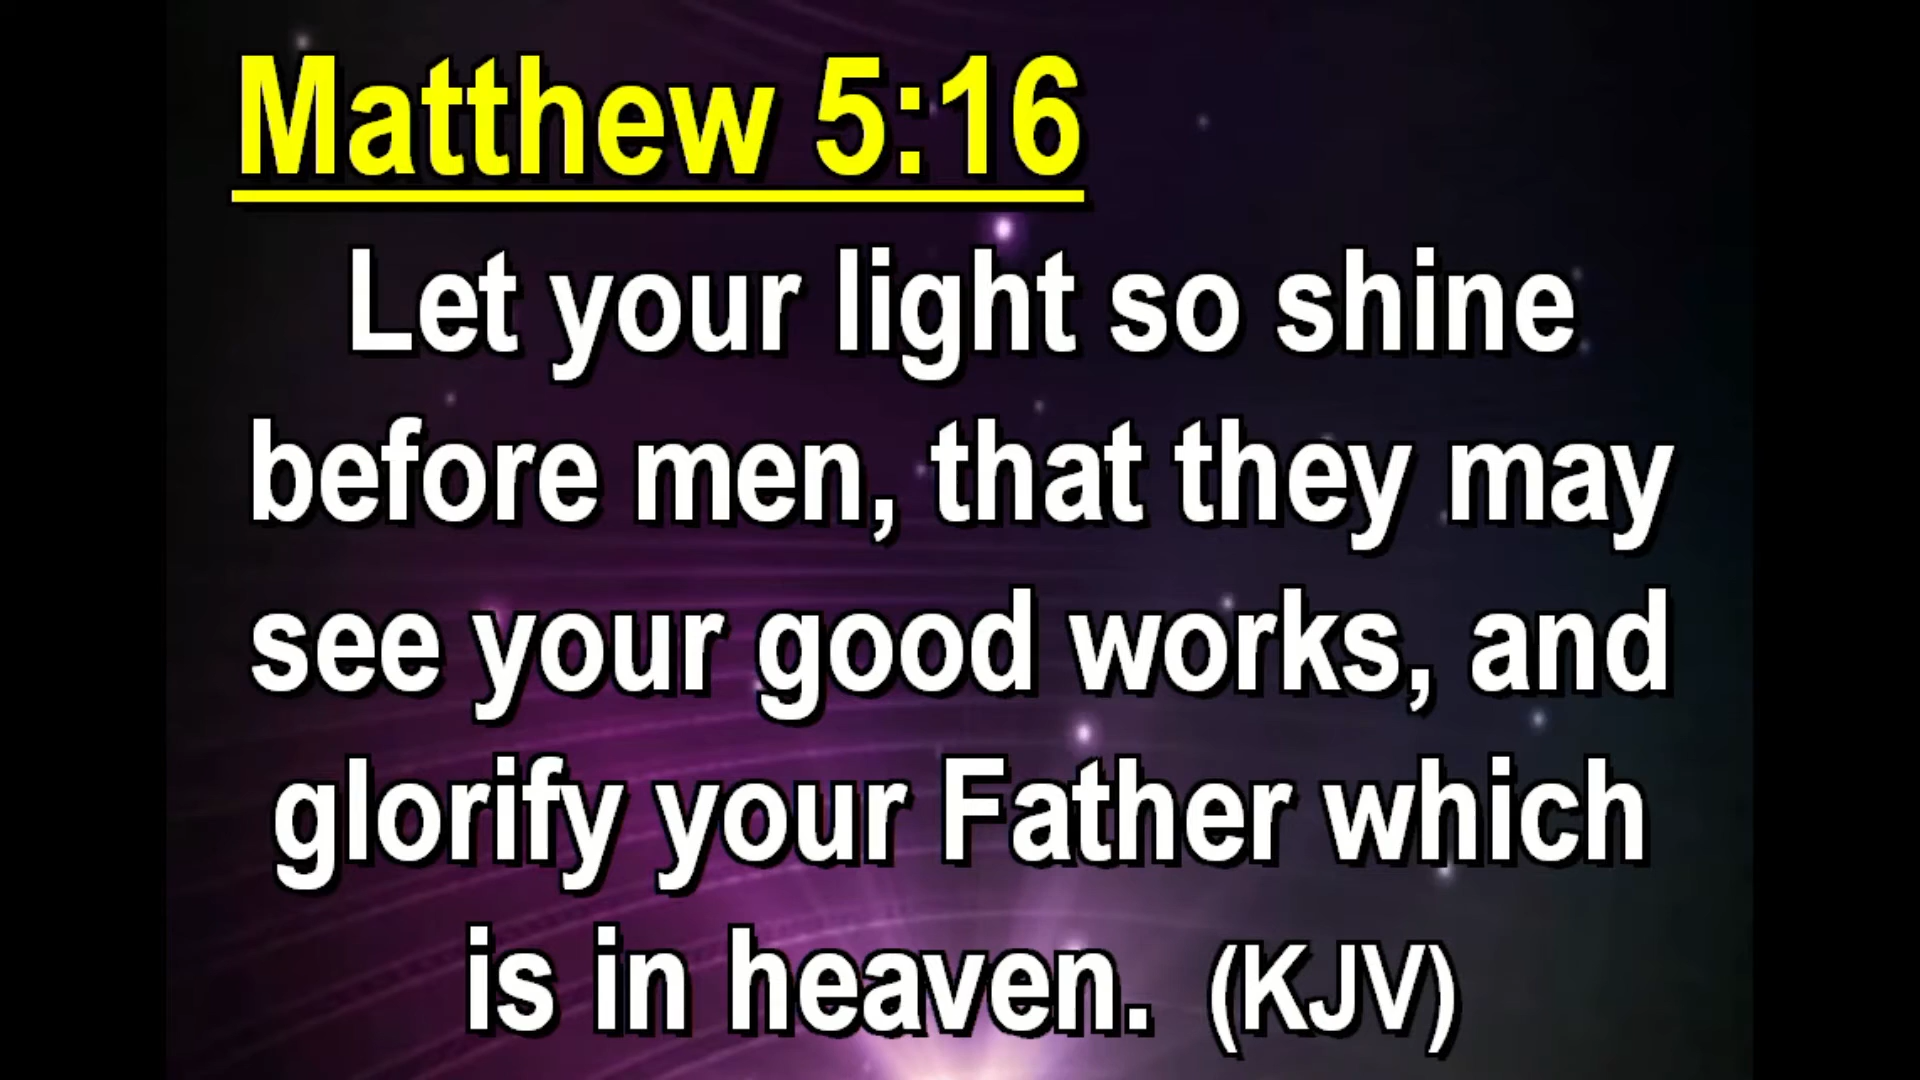 Matthew 5:16
Let your light so shine
before men, that they may
see your good works, and
glorify your Father which
is in heaven. (KJV)